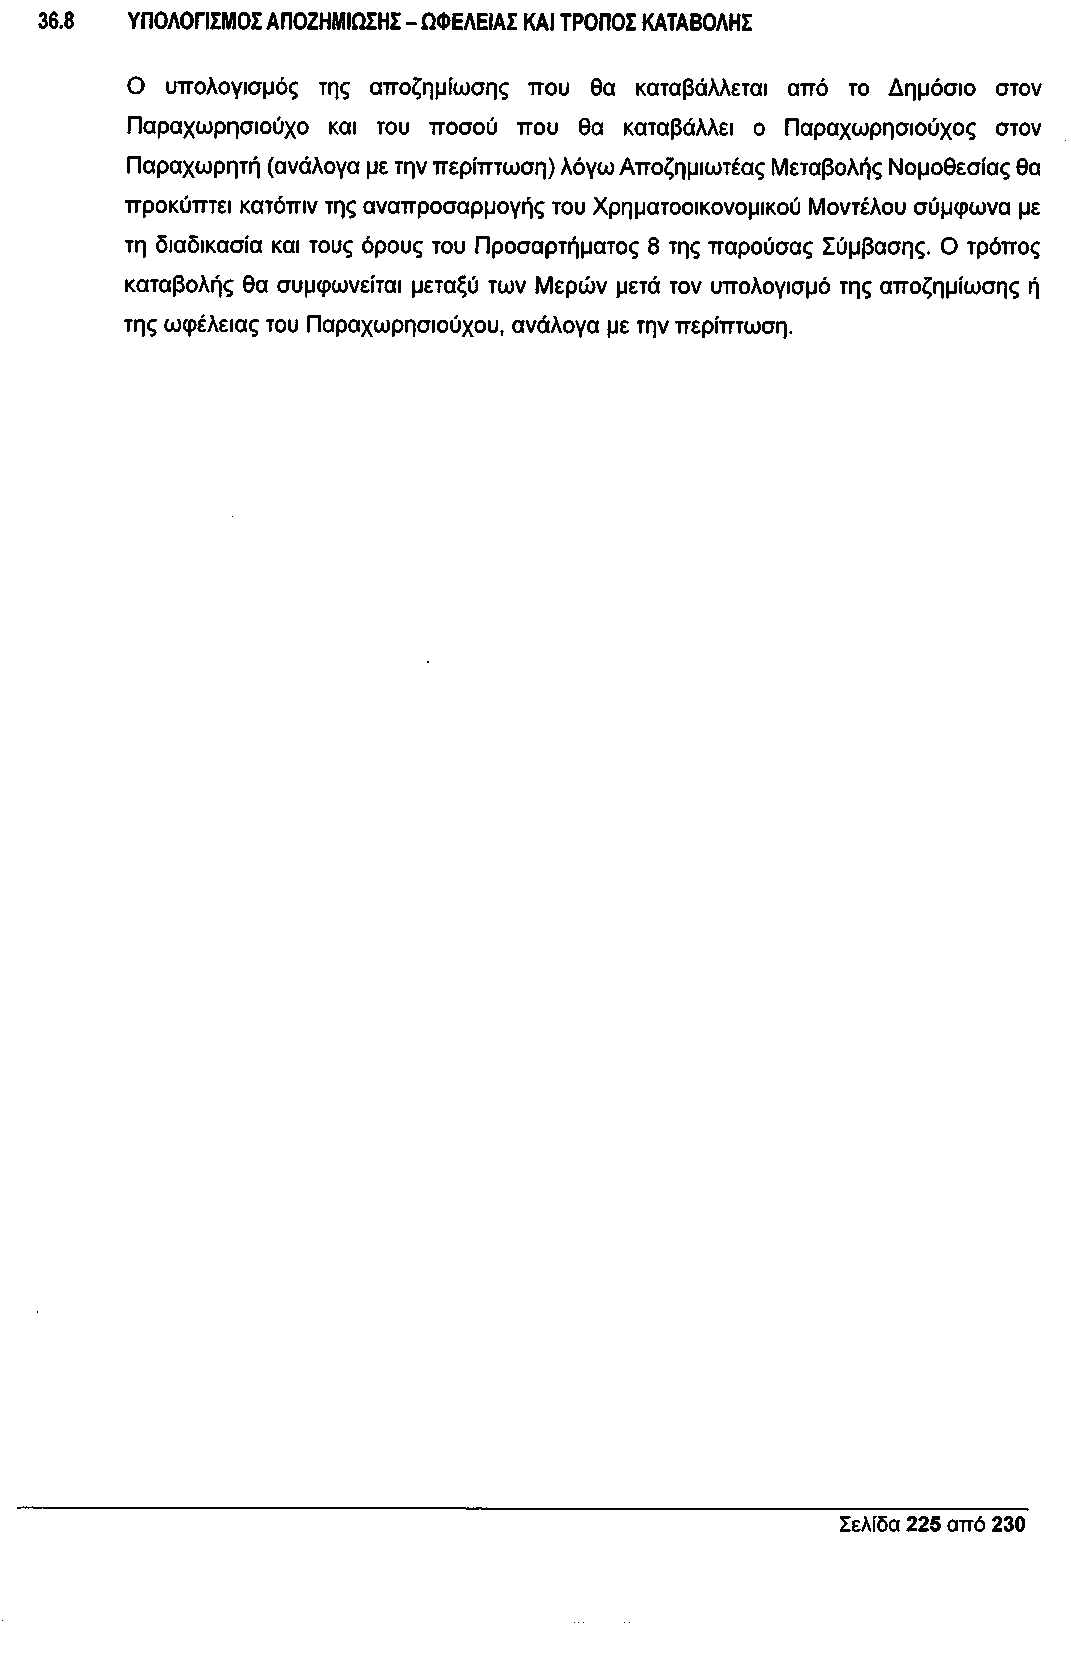 36.8 ΥΠΟΛΟΓΙΣΜΟΣ ΑΠΟΖΗΜΙΩΣΗΣ – ΩΦΕΛΕΙΑΣ ΚΑΙ ΤΡΟΠΟΣ ΚΑΤΑΒΟΛΗΣ
Ο υπολογισμός της αποζημίωσης που θα καταβάλλεται από το Δημόσιο στον
Παραχωρησιούχο και του ποσού που θα καταβάλλει ο Παραχωρησιούχος στον
Παραχωρητή (ανάλογα με την περίπτωση) λόγω Αποζημιωτέας Μεταβολής Νομοθεσίας θα
προκύπτει κατόπιν της αναπροσαρμογής του Χρηματοοικονομικού Μοντέλου σύμφωνα με
τη διαδικασία και τους όρους του Προσαρτήματος 8 της παρούσας Σύμβασης. Ο τρόπος
καταβολής θα συμφωνείται μεταξύ των Μερών μετά τον υπολογισμό της αποζημίωσης ή
της ωφέλειας του Παραχωρησιούχου, ανάλογα με την περίπτωση.
Σελίδα 225 από 230